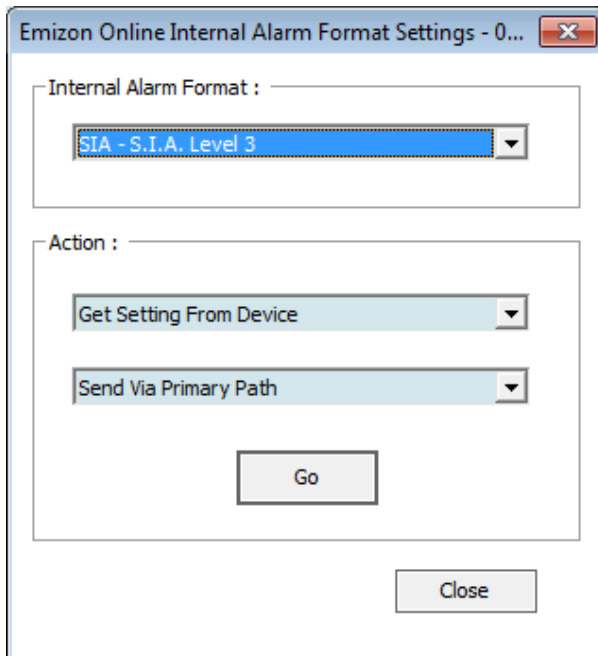 Emizon Online Internal Alarm Format Settings - 0...
Internal Alarm Format :
SIA - S.I.A. Level 3
Action :
Get Setting From Device
Send Via Primary Path
Go
Close